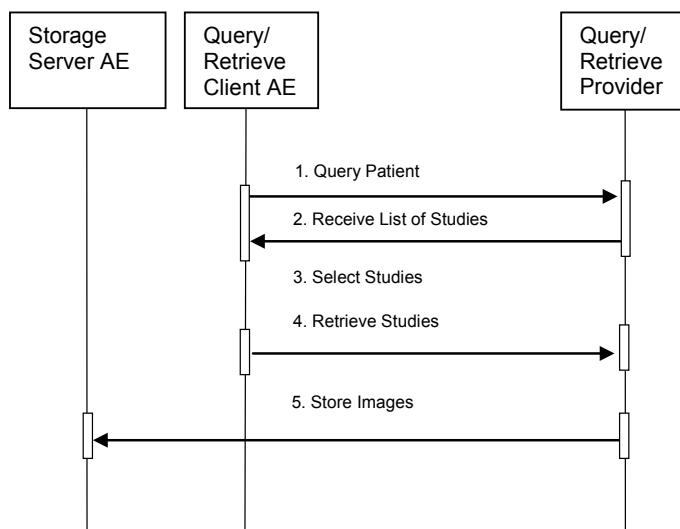 Storage
Server AE
Query/
Retrieve
Client AE
Query/
Retrieve
Provider
1. Query Patient
2. Receive List of Studies
3. Select Studies
4. Retrieve Studies
5. Store Images